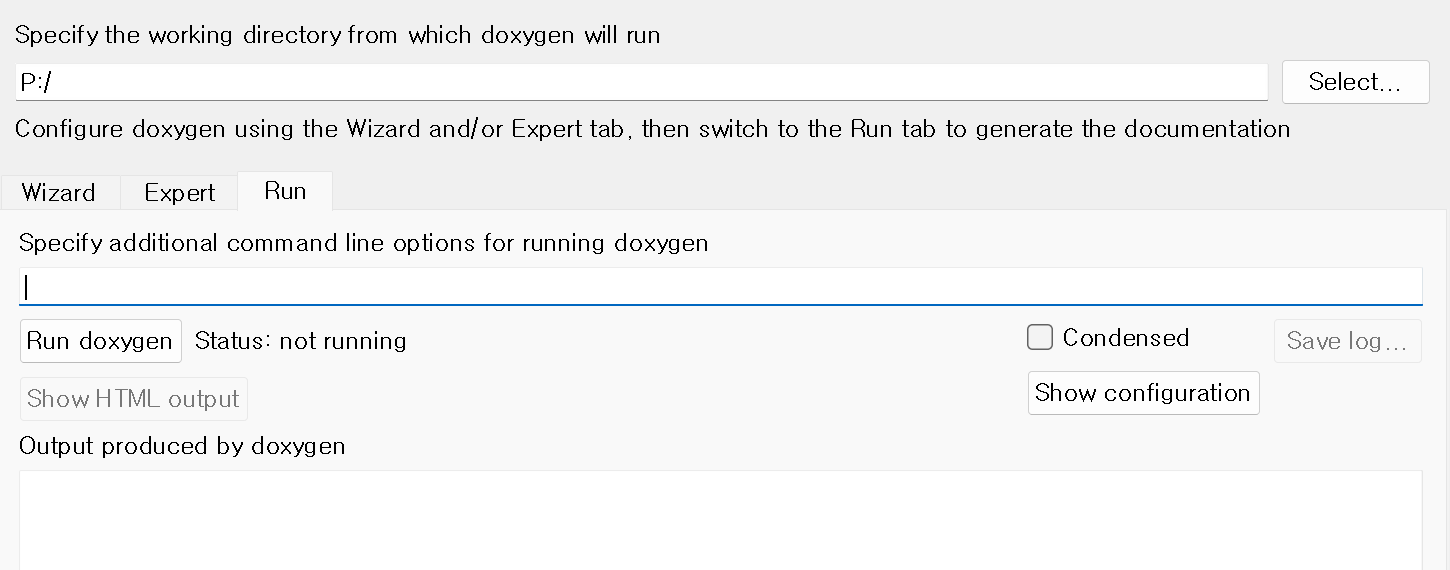 Specify the working directory from which doxygen will run
P:/
Select...
Configure doxygen using the Wizard and/or Expert tab, then switch to the Run tab to generate the documentation
Wizard Expert Run
Specify additional command line options for running doxygen
Run doxygen Status: not running Condensed Save log...
Show HTML output Show configuration
Output produced by doxygen